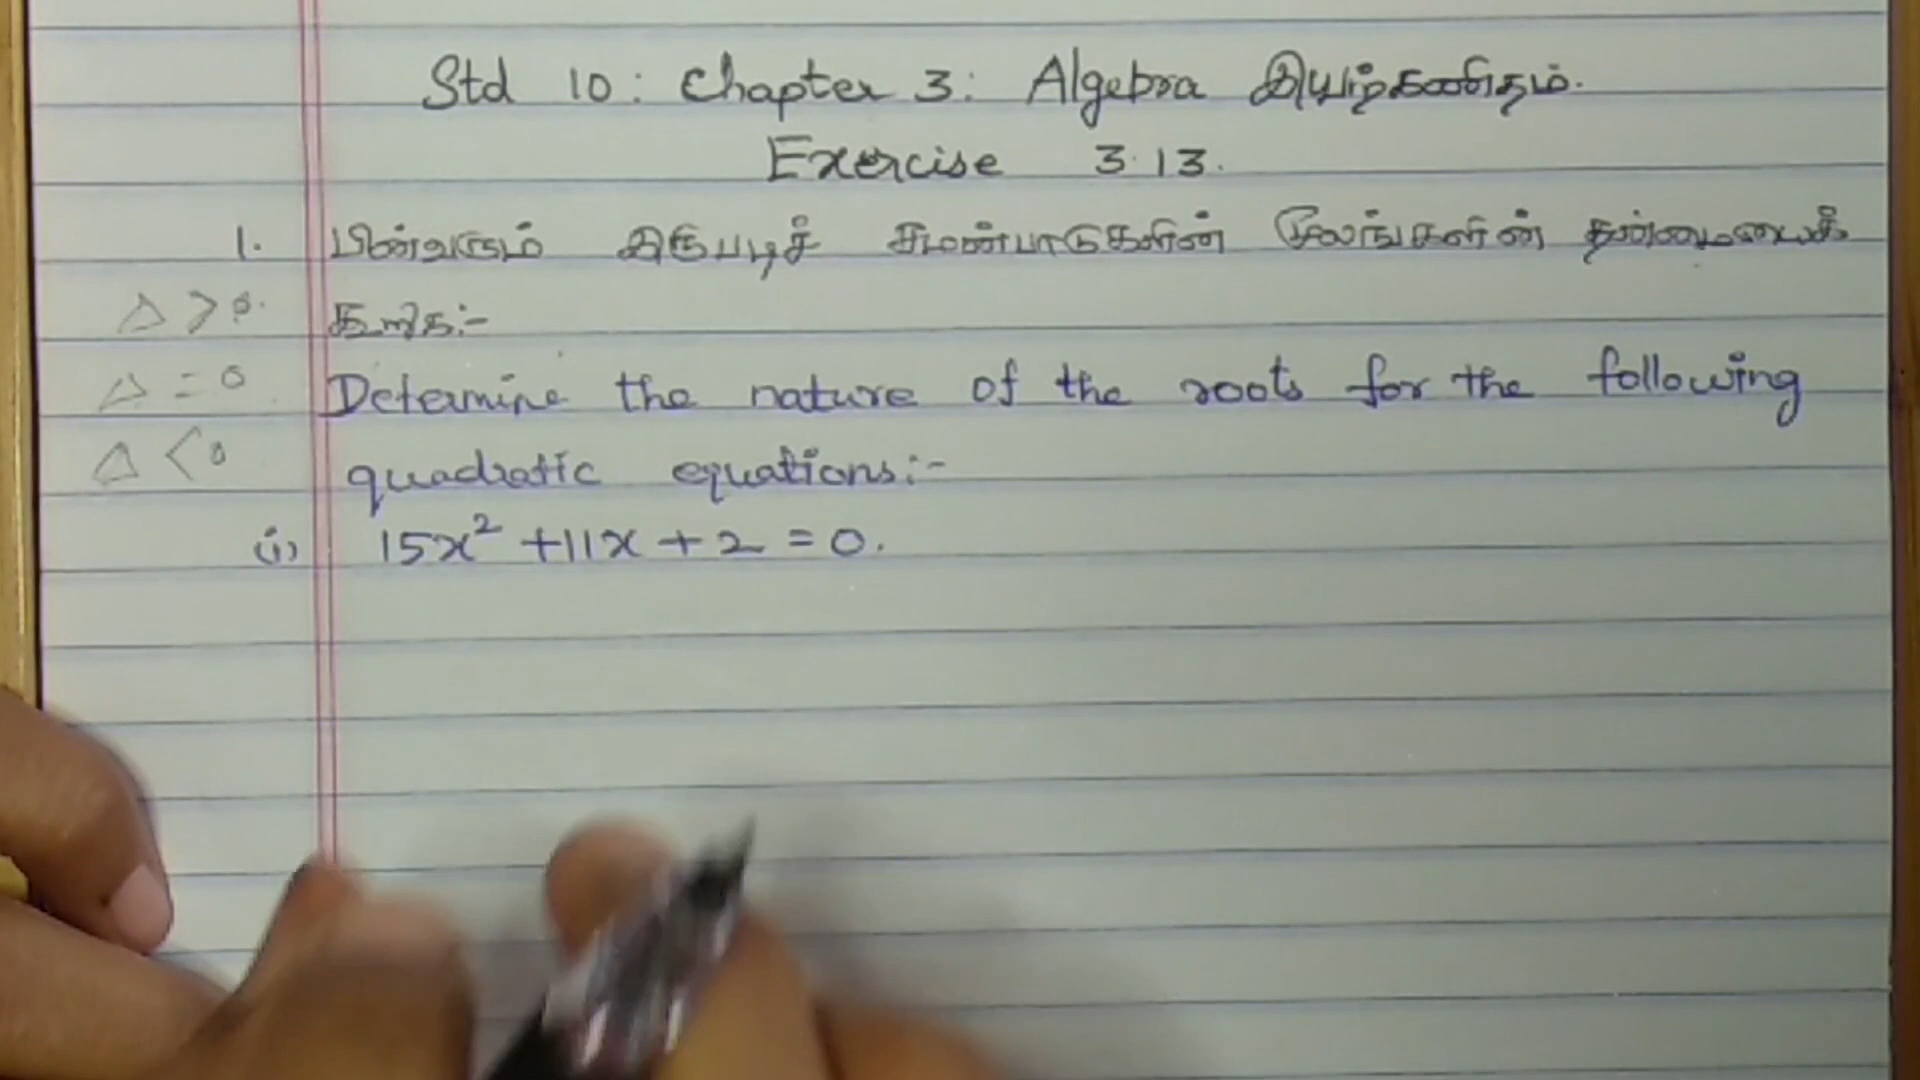 Std 10: Chapter 3: Algebra இயற்கணிதம்.
Exercise 3.13.
1. பின்வரும் இருபடிச் சமன்பாடுகளின் மூலங்களின் தன்மையைக்
Δ > 0. கூறுக:-
Δ = 0 Determine the nature of the roots for the following
Δ < 0 quadratic equations:-
(i) 15x² +11x + 2 = 0.